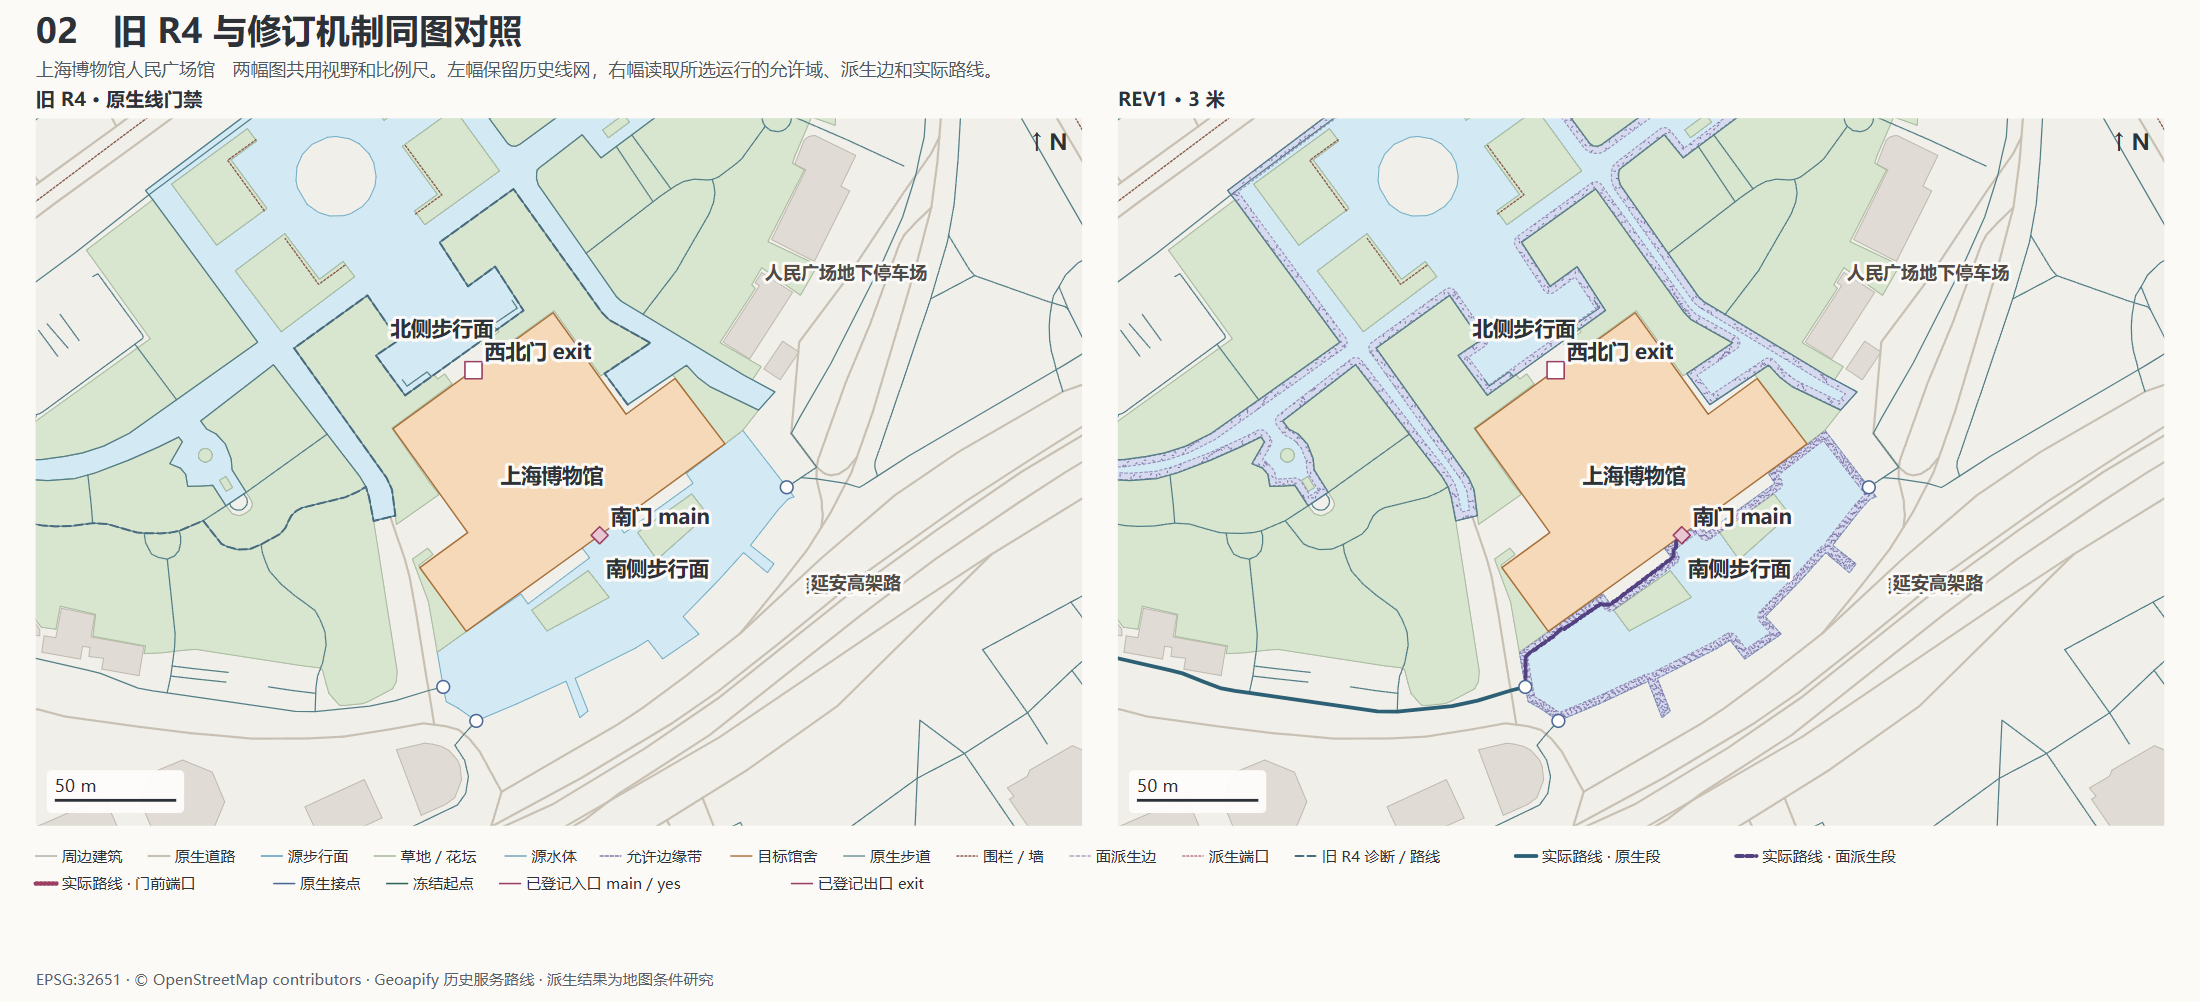 02 旧 R4 与修订机制同图对照
上海博物馆人民广场馆 两幅图共用视野和比例尺。左幅保留历史线网，右幅读取所选运行的允许域、派生边和实际路线。
旧 R4 • 原生线门禁
↑ N
人民广场地下停车场
北侧步行面
西北门 exit
上海博物馆
南门 main
南侧步行面
延安高架路
50 m
REV1 • 3 米
↑ N
人民广场地下停车场
北侧步行面
西北门 exit
上海博物馆
南门 main
南侧步行面
延安高架路
50 m
周边建筑 原生道路 源步行面 草地 / 花坛 源水体 允许边缘带 目标馆舍 原生步道 围栏 / 墙 面派生边 派生端口 旧 R4 诊断 / 路线 实际路线 · 原生段 实际路线 · 面派生段
实际路线 · 门前端口 原生接点 冻结起点 已登记入口 main / yes 已登记出口 exit
EPSG:32651 · © OpenStreetMap contributors · Geoapify 历史服务路线 · 派生结果为地图条件研究